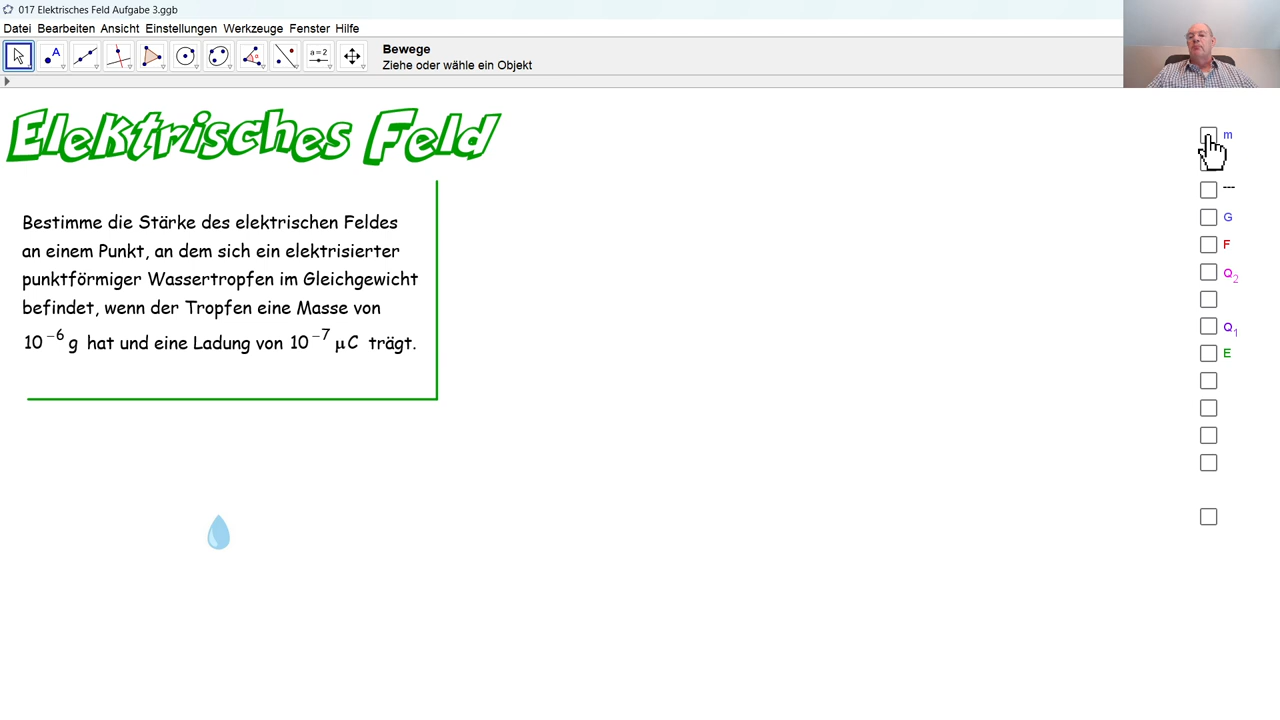 017 Elektrisches Feld Aufgabe 3.ggb
Datei Bearbeiten Ansicht Einstellungen Werkzeuge Fenster Hilfe
A
a=2
Bewege
Ziehe oder wähle ein Objekt
Elektrisches Feld
Bestimme die Stärke des elektrischen Feldes
an einem Punkt, an dem sich ein elektrisierter
punktförmiger Wassertropfen im Gleichgewicht
befindet, wenn der Tropfen eine Masse von
10⁻⁶ g hat und eine Ladung von 10⁻⁷ μC trägt.
m
---
G
F
Q₂
Q₁
E